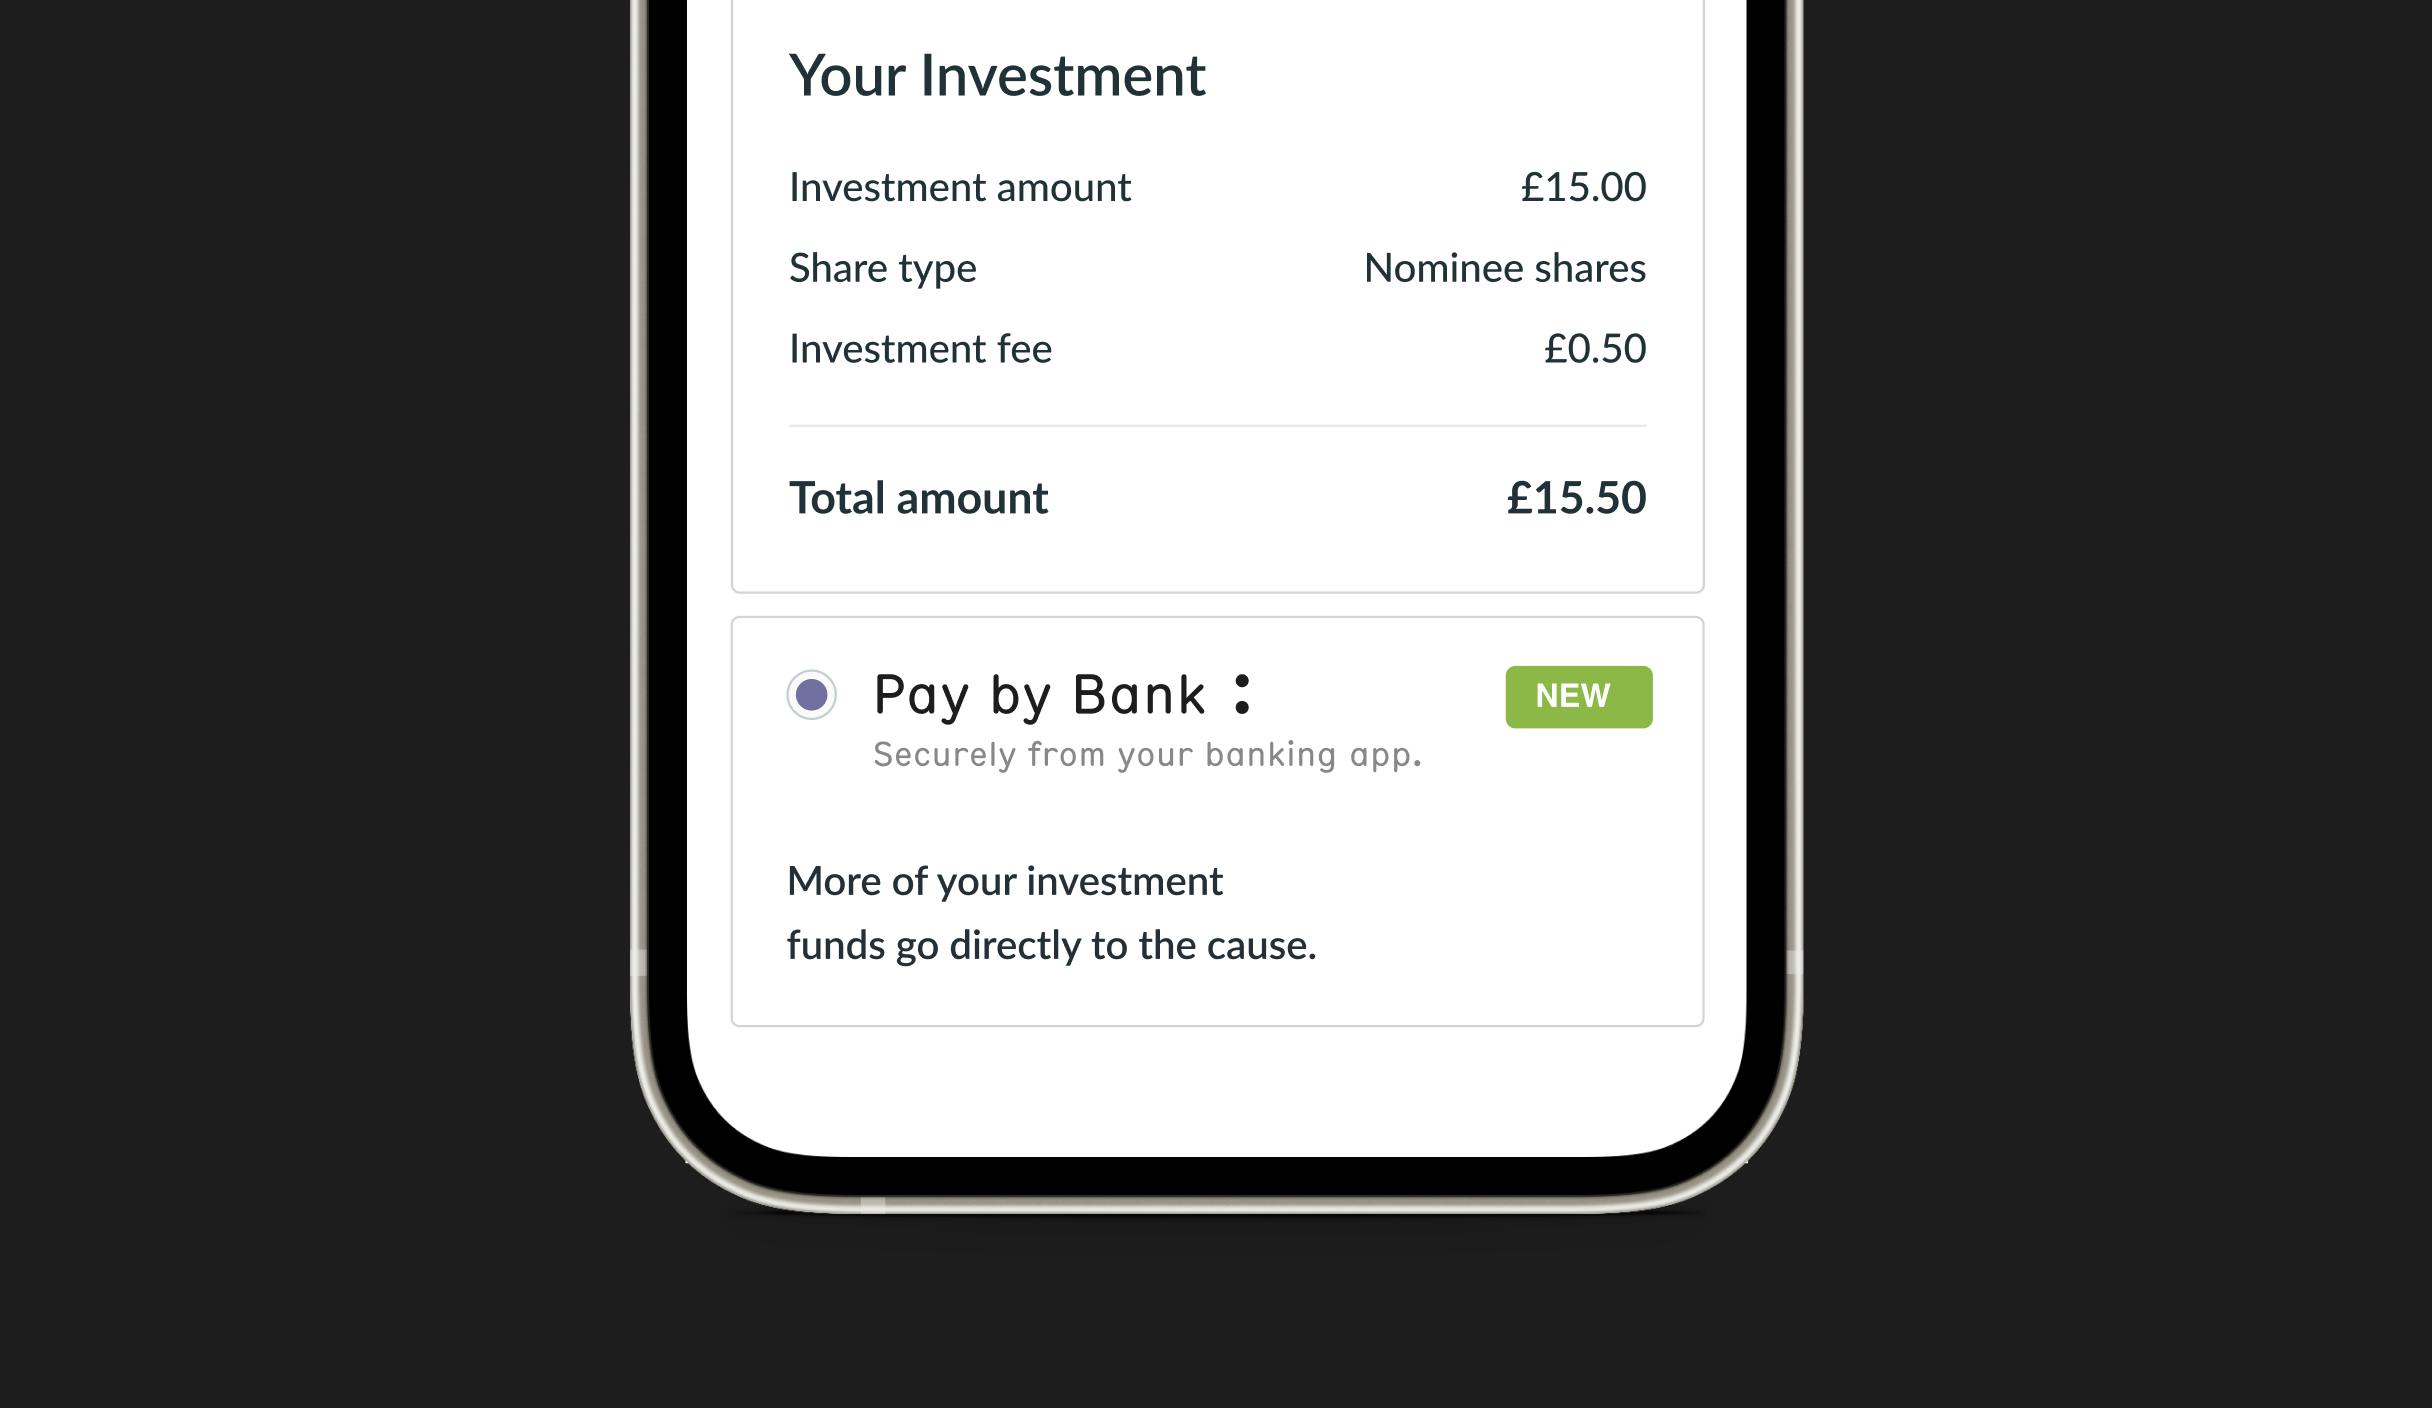 Your Investment
Investment amount £15.00
Share type Nominee shares
Investment fee £0.50
Total amount £15.50
Pay by Bank : NEW
Securely from your banking app.
More of your investment
funds go directly to the cause.